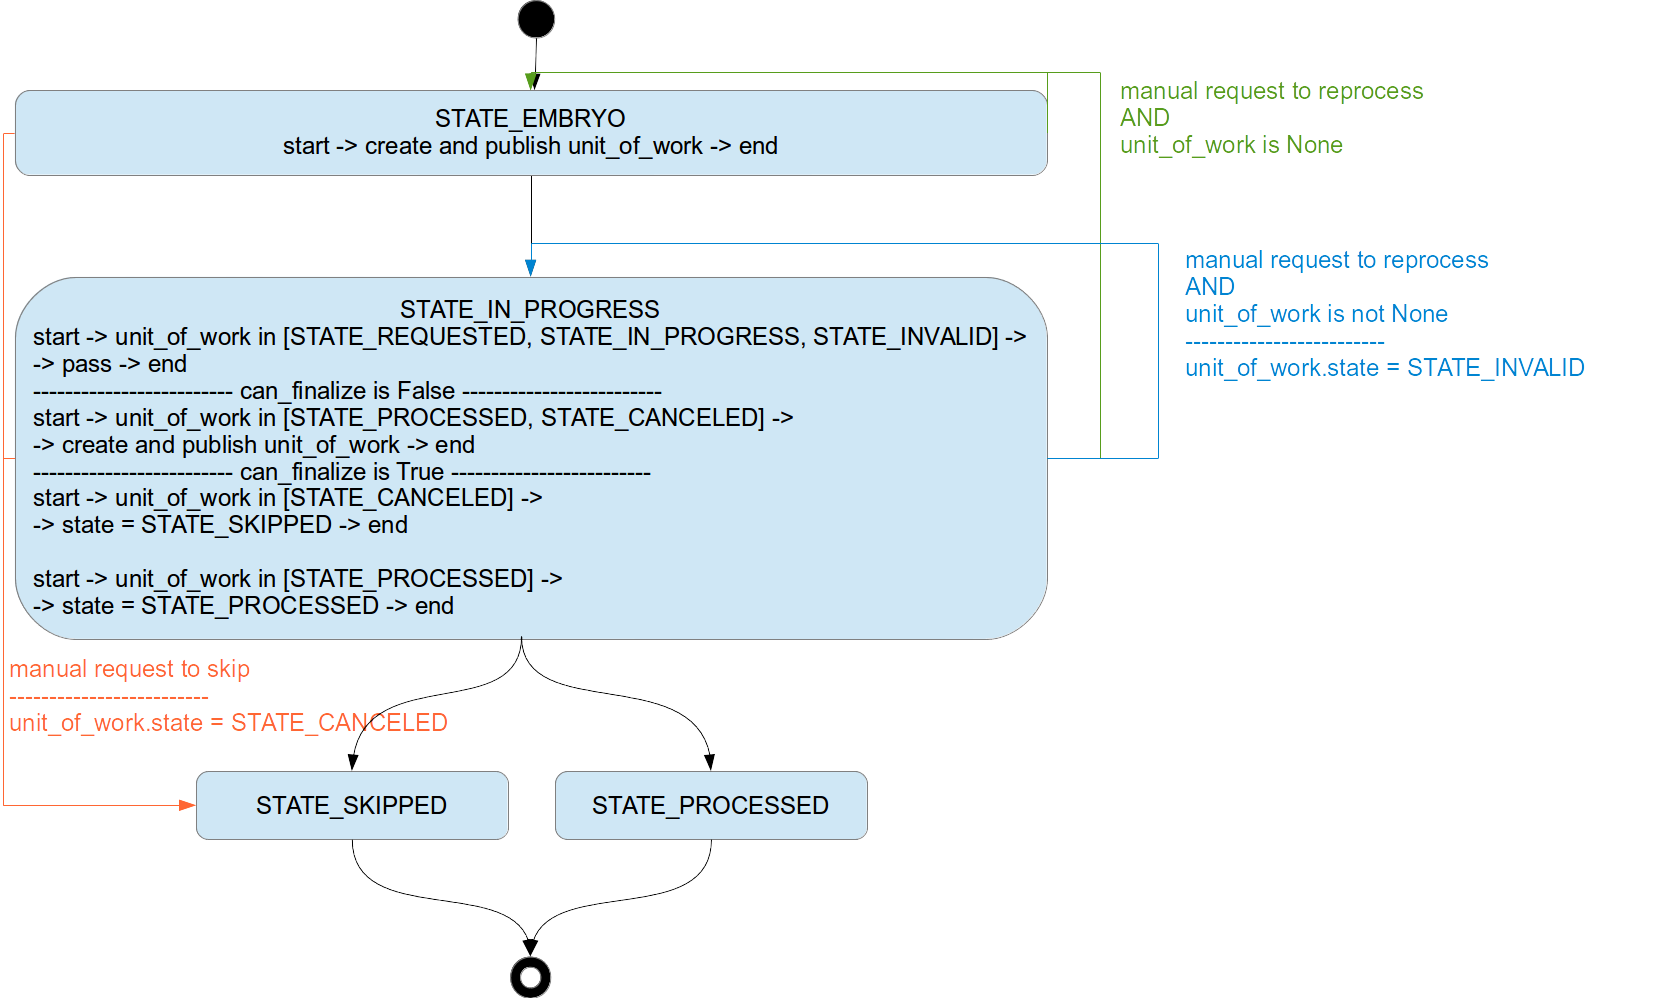 manual request to reprocess
AND
unit_of_work is None
STATE_EMBRYO
start -> create and publish unit_of_work -> end
manual request to reprocess
AND
unit_of_work is not None
-------------------------
unit_of_work.state = STATE_INVALID
STATE_IN_PROGRESS
start -> unit_of_work in [STATE_REQUESTED, STATE_IN_PROGRESS, STATE_INVALID] ->
-> pass -> end
------------------------- can_finalize is False -------------------------
start -> unit_of_work in [STATE_PROCESSED, STATE_CANCELED] ->
-> create and publish unit_of_work -> end
------------------------- can_finalize is True -------------------------
start -> unit_of_work in [STATE_CANCELED] ->
-> state = STATE_SKIPPED -> end
start -> unit_of_work in [STATE_PROCESSED] ->
-> state = STATE_PROCESSED -> end
manual request to skip
-------------------------
unit_of_work.state = STATE_CANCELED
STATE_SKIPPED
STATE_PROCESSED